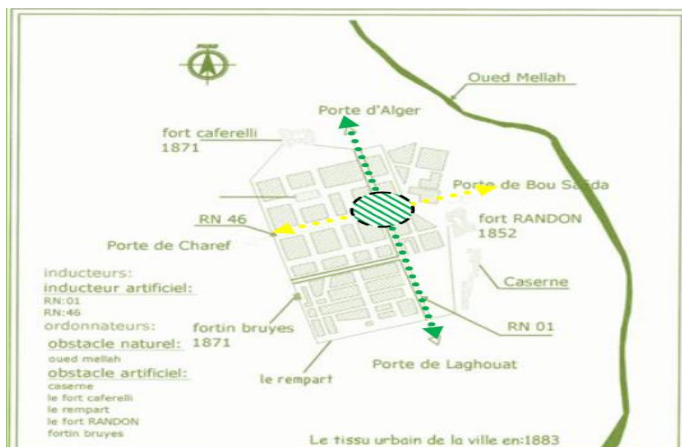 Oued Mellah
Porte d'Alger
fort caferelli
1871
Porte de Bou Saâda
RN 46
fort RANDON
1852
Porte de Charef
Caserne
inducteurs:
inducteur artificiel:
RN:01
RN:46
ordonnateurs:
obstacle naturel:
oued mellah
obstacle artificiel:
caserne
le fort caferelli
le rempart
le fort RANDON
fortin bruyes
fortin bruyes
1871
RN 01
Porte de Laghouat
le rempart
Le tissu urbain de la ville en:1883